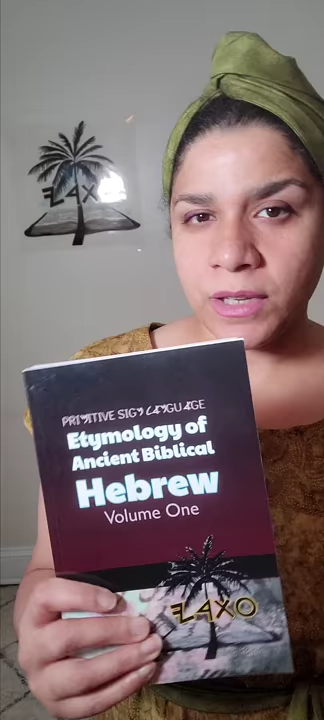 PRIMITIVE SIGN LANGUAGE
Etymology of
Ancient Biblical
Hebrew
Volume One